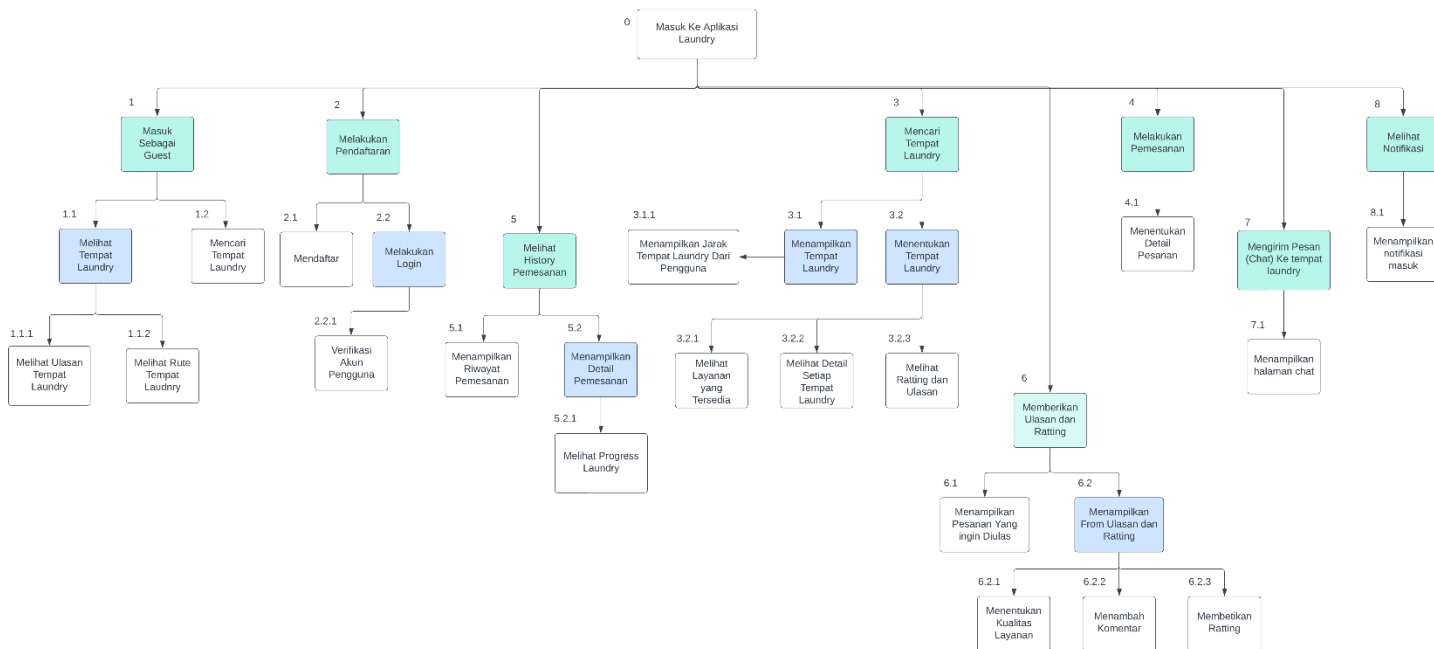 0
Masuk Ke Aplikasi
Laundry
1
Masuk
Sebagai
Guest
2
Melakukan
Pendaftaran
3
Mencari
Tempat
Laundry
4
Melakukan
Pemesanan
8
Melihat
Notifikasi
1.1
Melihat
Tempat
Laundry
1.2
Mencari
Tempat
Laundry
2.1
Mendaftar
2.2
Melakukan
Login
5
Melihat
History
Pemesanan
3.1.1
Menampilkan Jarak
Tempat Laundry Dari
Pengguna
3.1
Menampilkan
Tempat
Laundry
3.2
Menentukan
Tempat
Laundry
4.1
Menentukan
Detail
Pesanan
7
Mengirim Pesan
(Chat) Ke tempat
laundry
8.1
Menampilkan
notifikasi
masuk
1.1.1
Melihat Ulasan
Tempat
Laundry
1.1.2
Melihat Rute
Tempat
Laudnry
2.2.1
Verifikasi
Akun
Pengguna
5.1
Menampilkan
Riwayat
Pemesanan
5.2
Menampilkan
Detail
Pemesanan
3.2.1
Melihat
Layanan
yang
Tersedia
3.2.2
Melihat Detail
Setiap
Tempat
Laundry
3.2.3
Melihat
Ratting dan
Ulasan
7.1
Menampilkan
halaman chat
5.2.1
Melihat Progress
Laundry
6
Memberikan
Ulasan dan
Ratting
6.1
Menampilkan
Pesanan Yang
ingin Diulas
6.2
Menampilkan
From Ulasan dan
Ratting
6.2.1
Menentukan
Kualitas
Layanan
6.2.2
Menambah
Komentar
6.2.3
Membetikan
Ratting